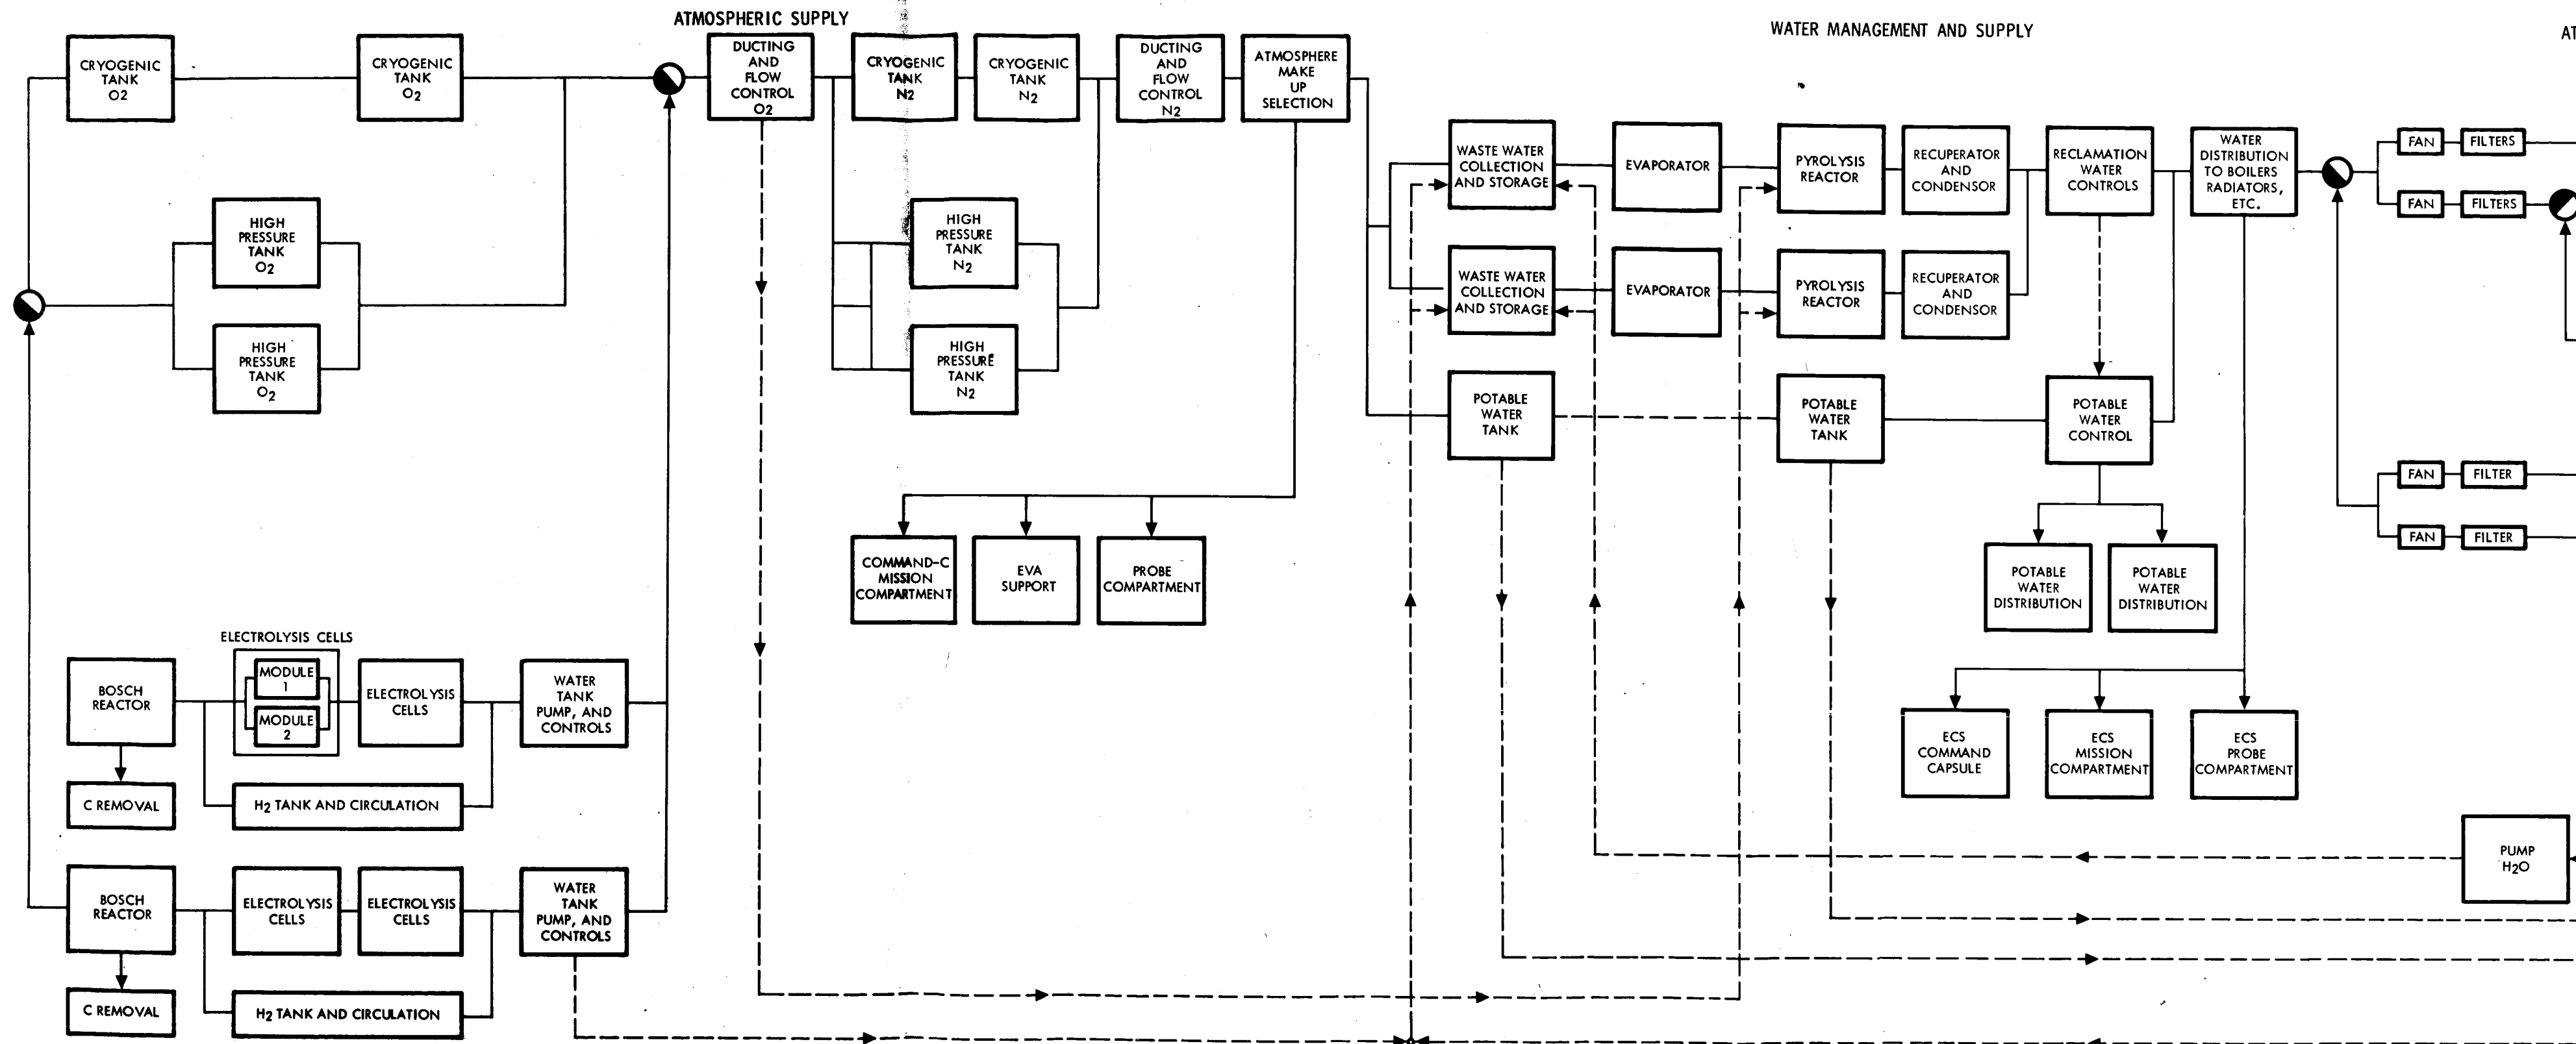 ATMOSPHERIC SUPPLY
WATER MANAGEMENT AND SUPPLY
AT
CRYOGENIC
TANK
O2
CRYOGENIC
TANK
O2
DUCTING
AND
FLOW
CONTROL
O2
CRYOGENIC
TANK
N2
CRYOGENIC
TANK
N2
DUCTING
AND
FLOW
CONTROL
N2
ATMOSPHERE
MAKE
UP
SELECTION
HIGH
PRESSURE
TANK
O2
HIGH
PRESSURE
TANK
O2
HIGH
PRESSURE
TANK
N2
HIGH
PRESSURE
TANK
N2
COMMAND-C
MISSION
COMPARTMENT
EVA
SUPPORT
PROBE
COMPARTMENT
ELECTROLYSIS CELLS
BOSCH
REACTOR
MODULE
1
MODULE
2
ELECTROLYSIS
CELLS
WATER
TANK
PUMP, AND
CONTROLS
C REMOVAL
H2 TANK AND CIRCULATION
BOSCH
REACTOR
ELECTROLYSIS
CELLS
ELECTROLYSIS
CELLS
WATER
TANK
PUMP, AND
CONTROLS
C REMOVAL
H2 TANK AND CIRCULATION
WASTE WATER
COLLECTION
AND STORAGE
EVAPORATOR
PYROLYSIS
REACTOR
RECUPERATOR
AND
CONDENSOR
RECLAMATION
WATER
CONTROLS
WATER
DISTRIBUTION
TO BOILERS
RADIATORS,
ETC.
FAN
FILTERS
FAN
FILTERS
WASTE WATER
COLLECTION
AND STORAGE
EVAPORATOR
PYROLYSIS
REACTOR
RECUPERATOR
AND
CONDENSOR
POTABLE
WATER
TANK
POTABLE
WATER
TANK
POTABLE
WATER
CONTROL
FAN
FILTER
FAN
FILTER
POTABLE
WATER
DISTRIBUTION
POTABLE
WATER
DISTRIBUTION
ECS
COMMAND
CAPSULE
ECS
MISSION
COMPARTMENT
ECS
PROBE
COMPARTMENT
PUMP
H2O